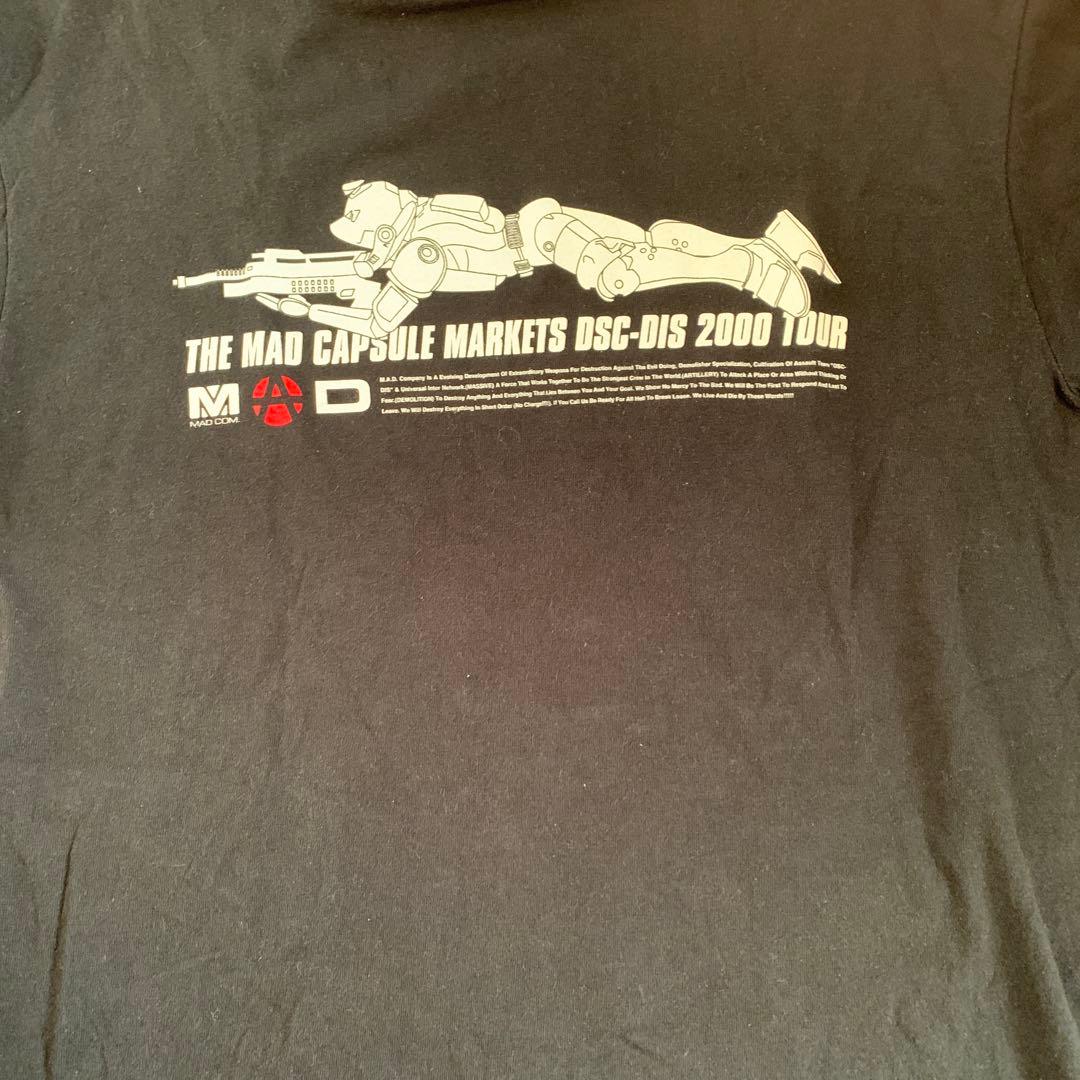 THE MAD CAPSULE MARKETS DSC-DIS 2000 TOUR
MAD
MAD COM.
M.A.D. Company Is A Evolving Development Of Extraordinary Weapons For Destruction Against The Evil Doing, Demolisher Specialization, Cultivation Of Assault Team "DSC-
DIS" & Universal Inter Network.(MASSIVE) A Force That Works Together To Be The Strongest Crew In The World.(ARTILLERY) To Attack A Place Or Area Without Thinking Or
Fear.(DEMOLITION) To Destroy Anything And Everything That Lies Between You And Your Goal. We Show No Mercy To The Bad. We Will Be The First To Respond And Last To
Leave. We Will Destroy Everything In Short Order (No Charge!!!). If You Call Us Be Ready For All Hell To Break Loose. We Live And Die By These Words!!!!!